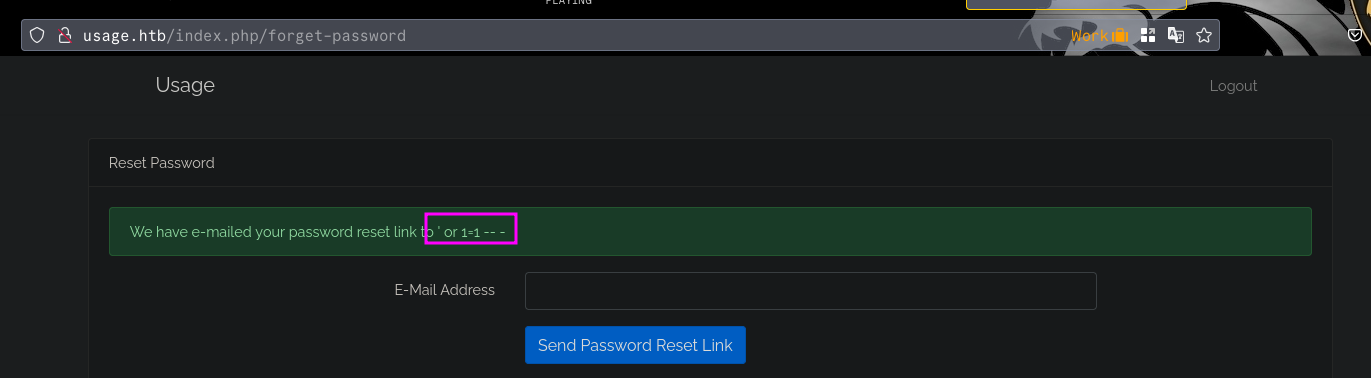 PLAYING
usage.htb/index.php/forget-password
Work
Usage
Logout
Reset Password
We have e-mailed your password reset link to ' or 1=1 -- -
E-Mail Address
Send Password Reset Link